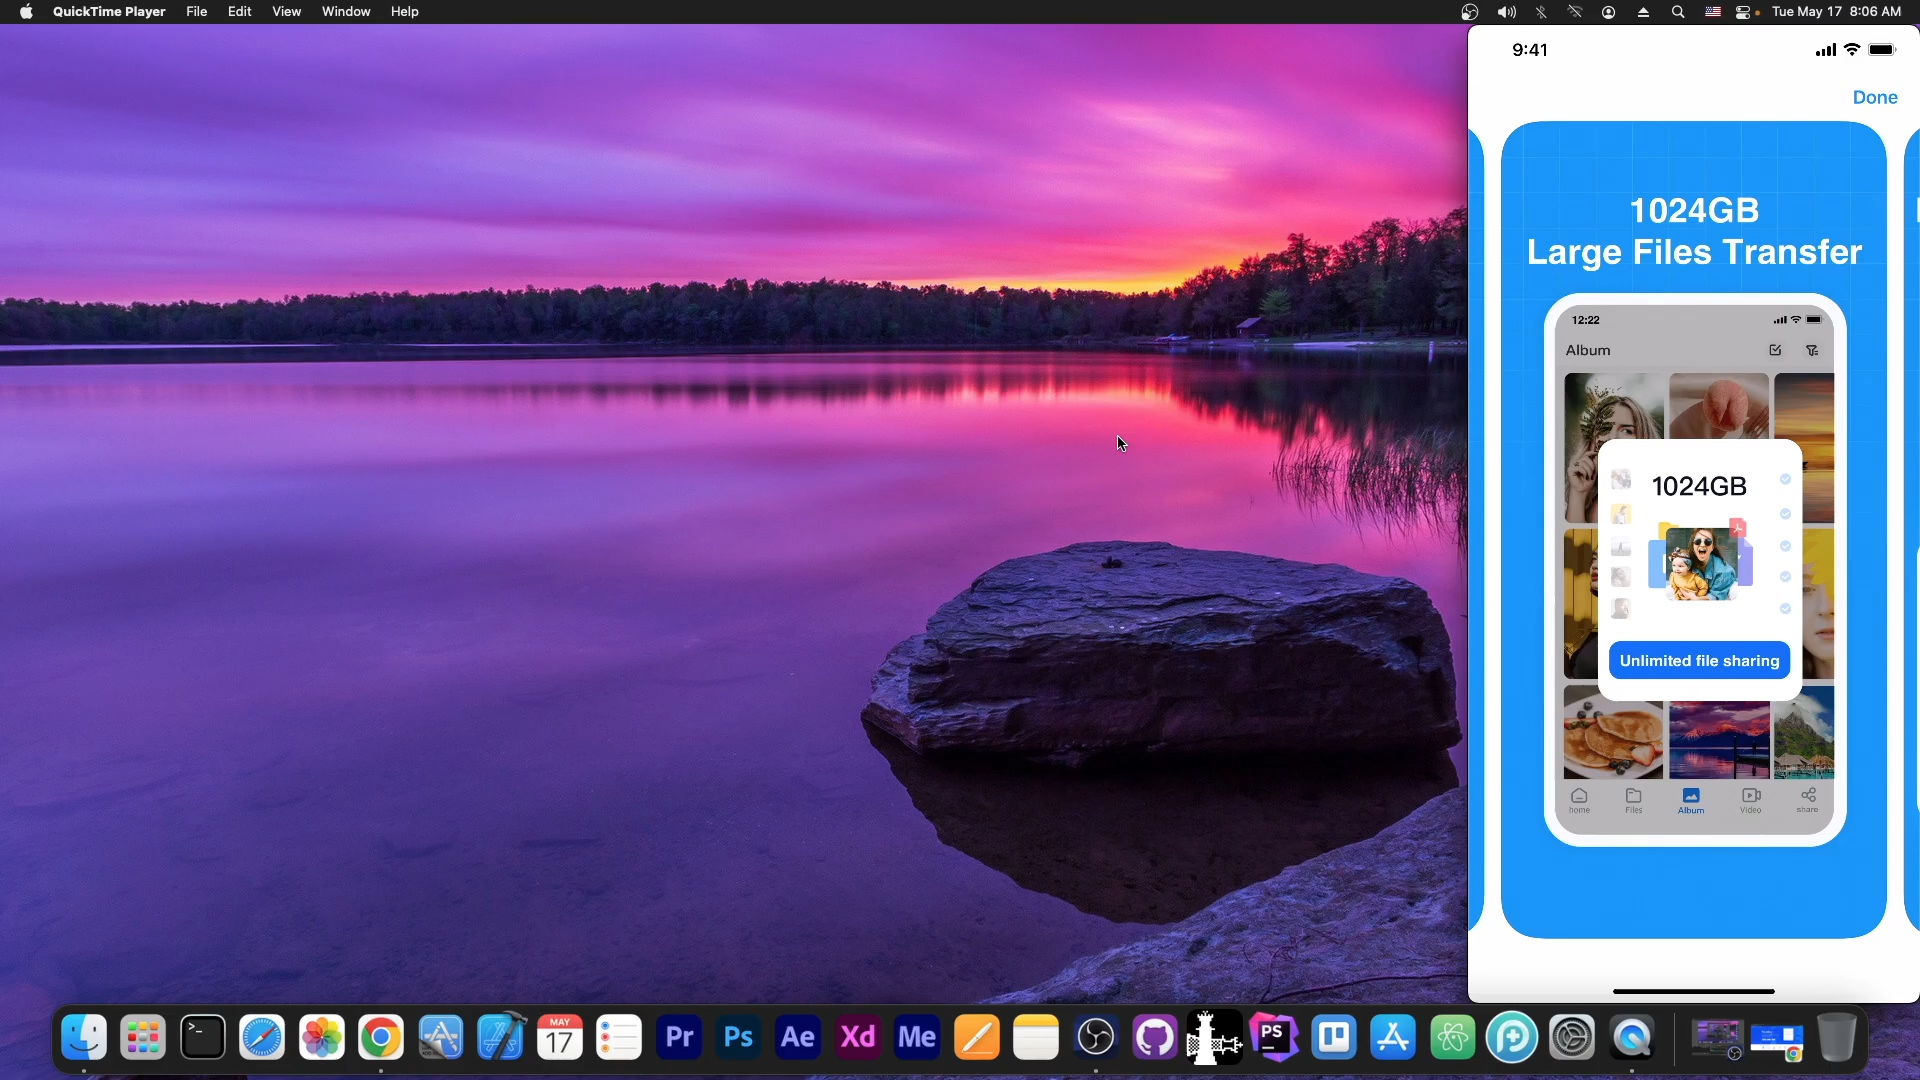 QuickTime Player File Edit View Window Help
Tue May 17 8:06 AM
9:41
Done
1024GB
Large Files Transfer
12:22
Album
1024GB
Unlimited file sharing
home Files Album Video share
MAY
17
Pr Ps Ae Xd Me
PS